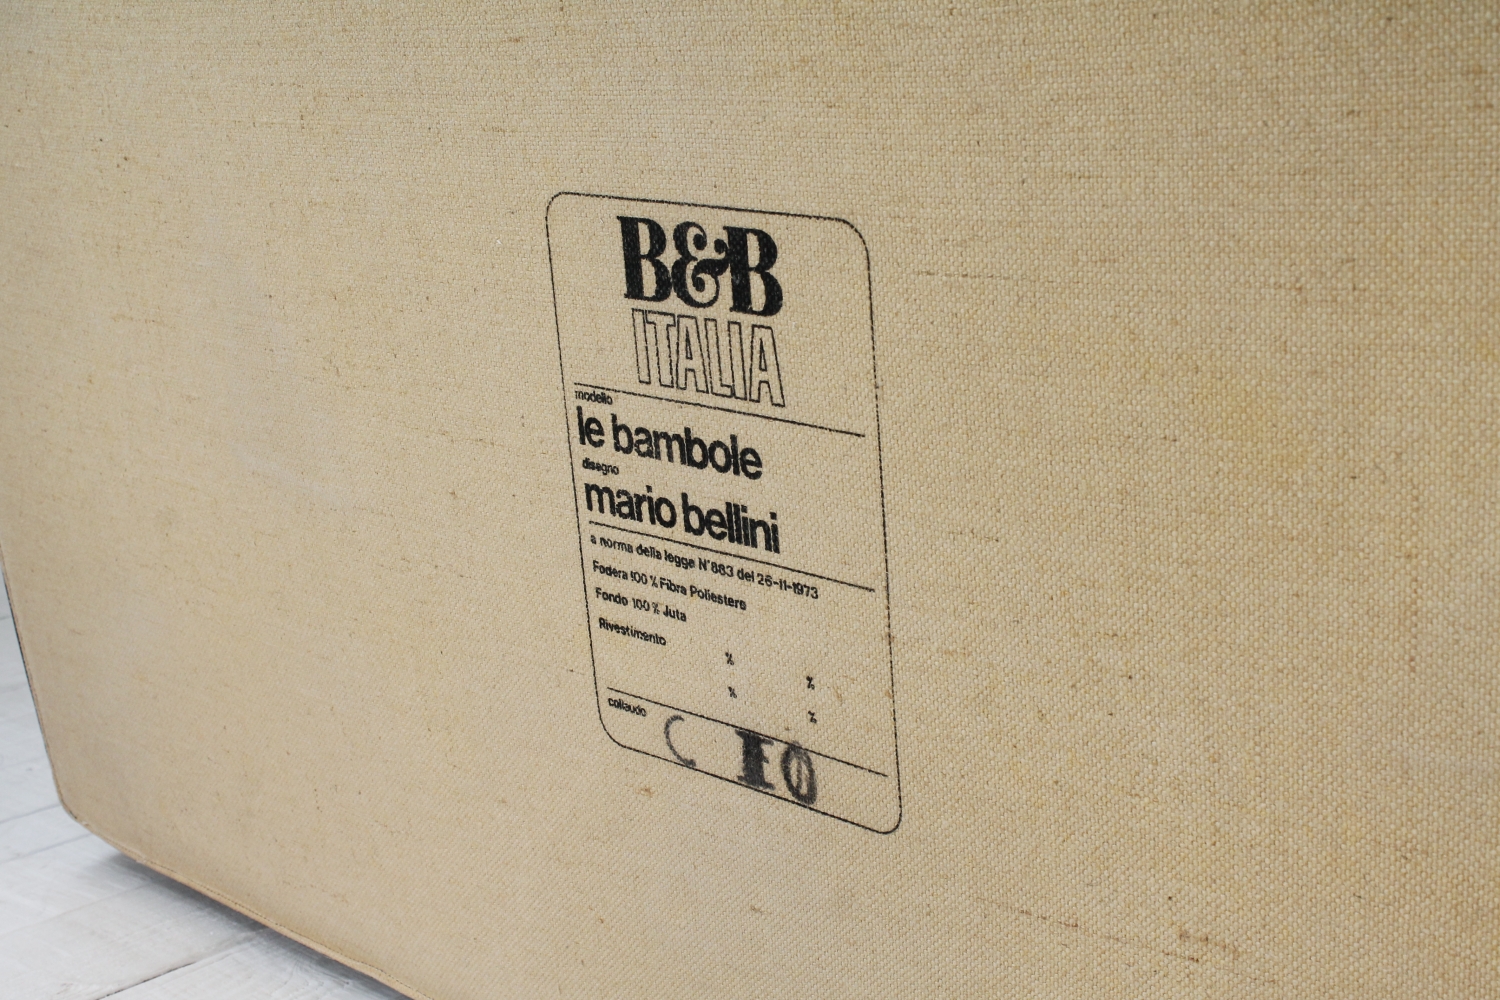 B&B
ITALIA
modello
le bambole
disegno
mario bellini
a norma della legge N°883 del 26-11-1973
Fodera 100 % Fibra Poliestere
Fondo 100 % Juta
Rivestimento
% %
% %
collaudo